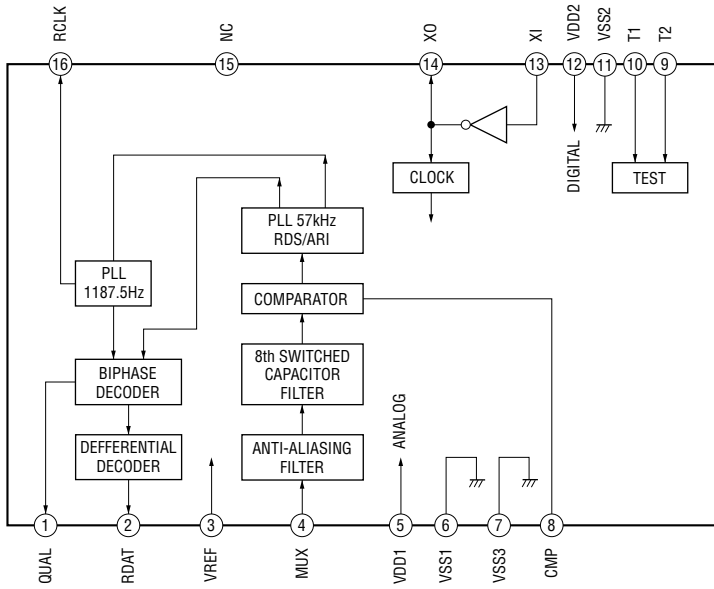 RCLK
NC
XO
XI
VDD2
VSS2
T1
T2
16
15
14
13
12
11
10
9
CLOCK
DIGITAL
TEST
PLL 57kHz
RDS/ARI
PLL
1187.5Hz
COMPARATOR
8th SWITCHED
CAPACITOR
FILTER
BIPHASE
DECODER
DEFFERENTIAL
DECODER
ANTI-ALIASING
FILTER
ANALOG
1
2
3
4
5
6
7
8
QUAL
RDAT
VREF
MUX
VDD1
VSS1
VSS3
CMP